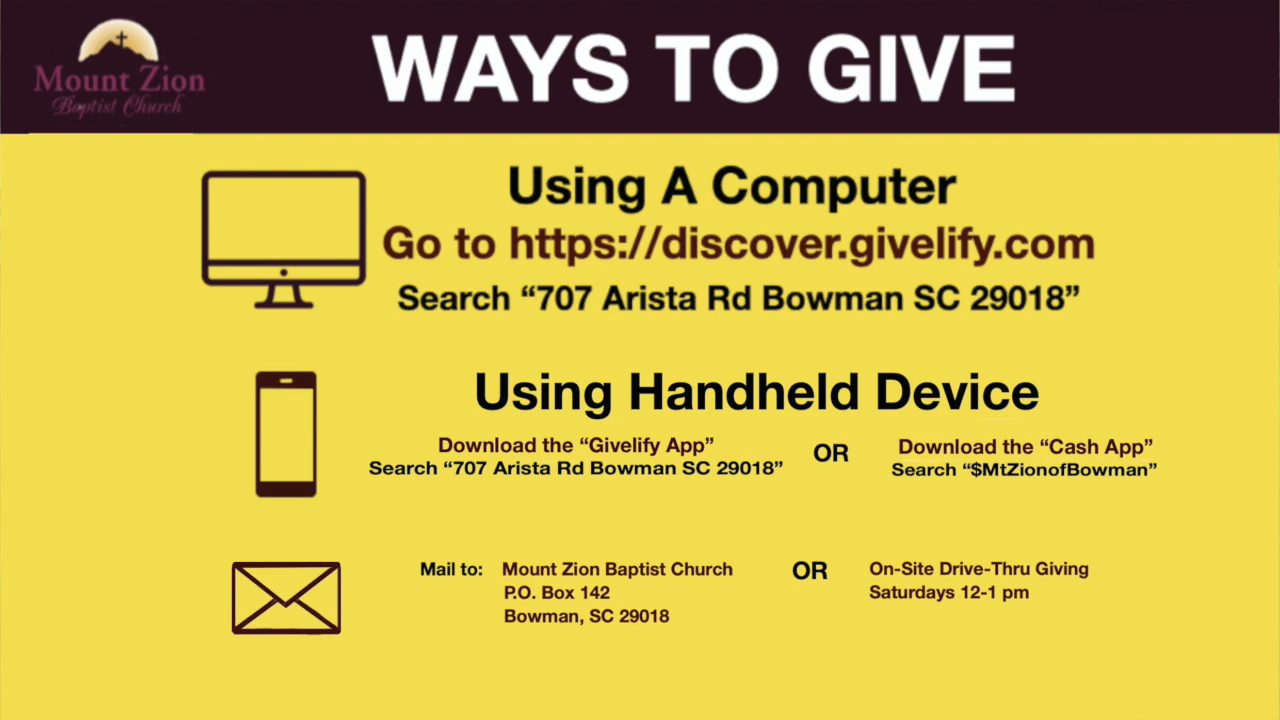 Mount Zion
Baptist Church
WAYS TO GIVE
Using A Computer
Go to https://discover.givelify.com
Search “707 Arista Rd Bowman SC 29018”
Using Handheld Device
Download the “Givelify App”
Search “707 Arista Rd Bowman SC 29018”
OR
Download the “Cash App”
Search “$MtZionofBowman”
Mail to: Mount Zion Baptist Church
P.O. Box 142
Bowman, SC 29018
OR
On-Site Drive-Thru Giving
Saturdays 12-1 pm